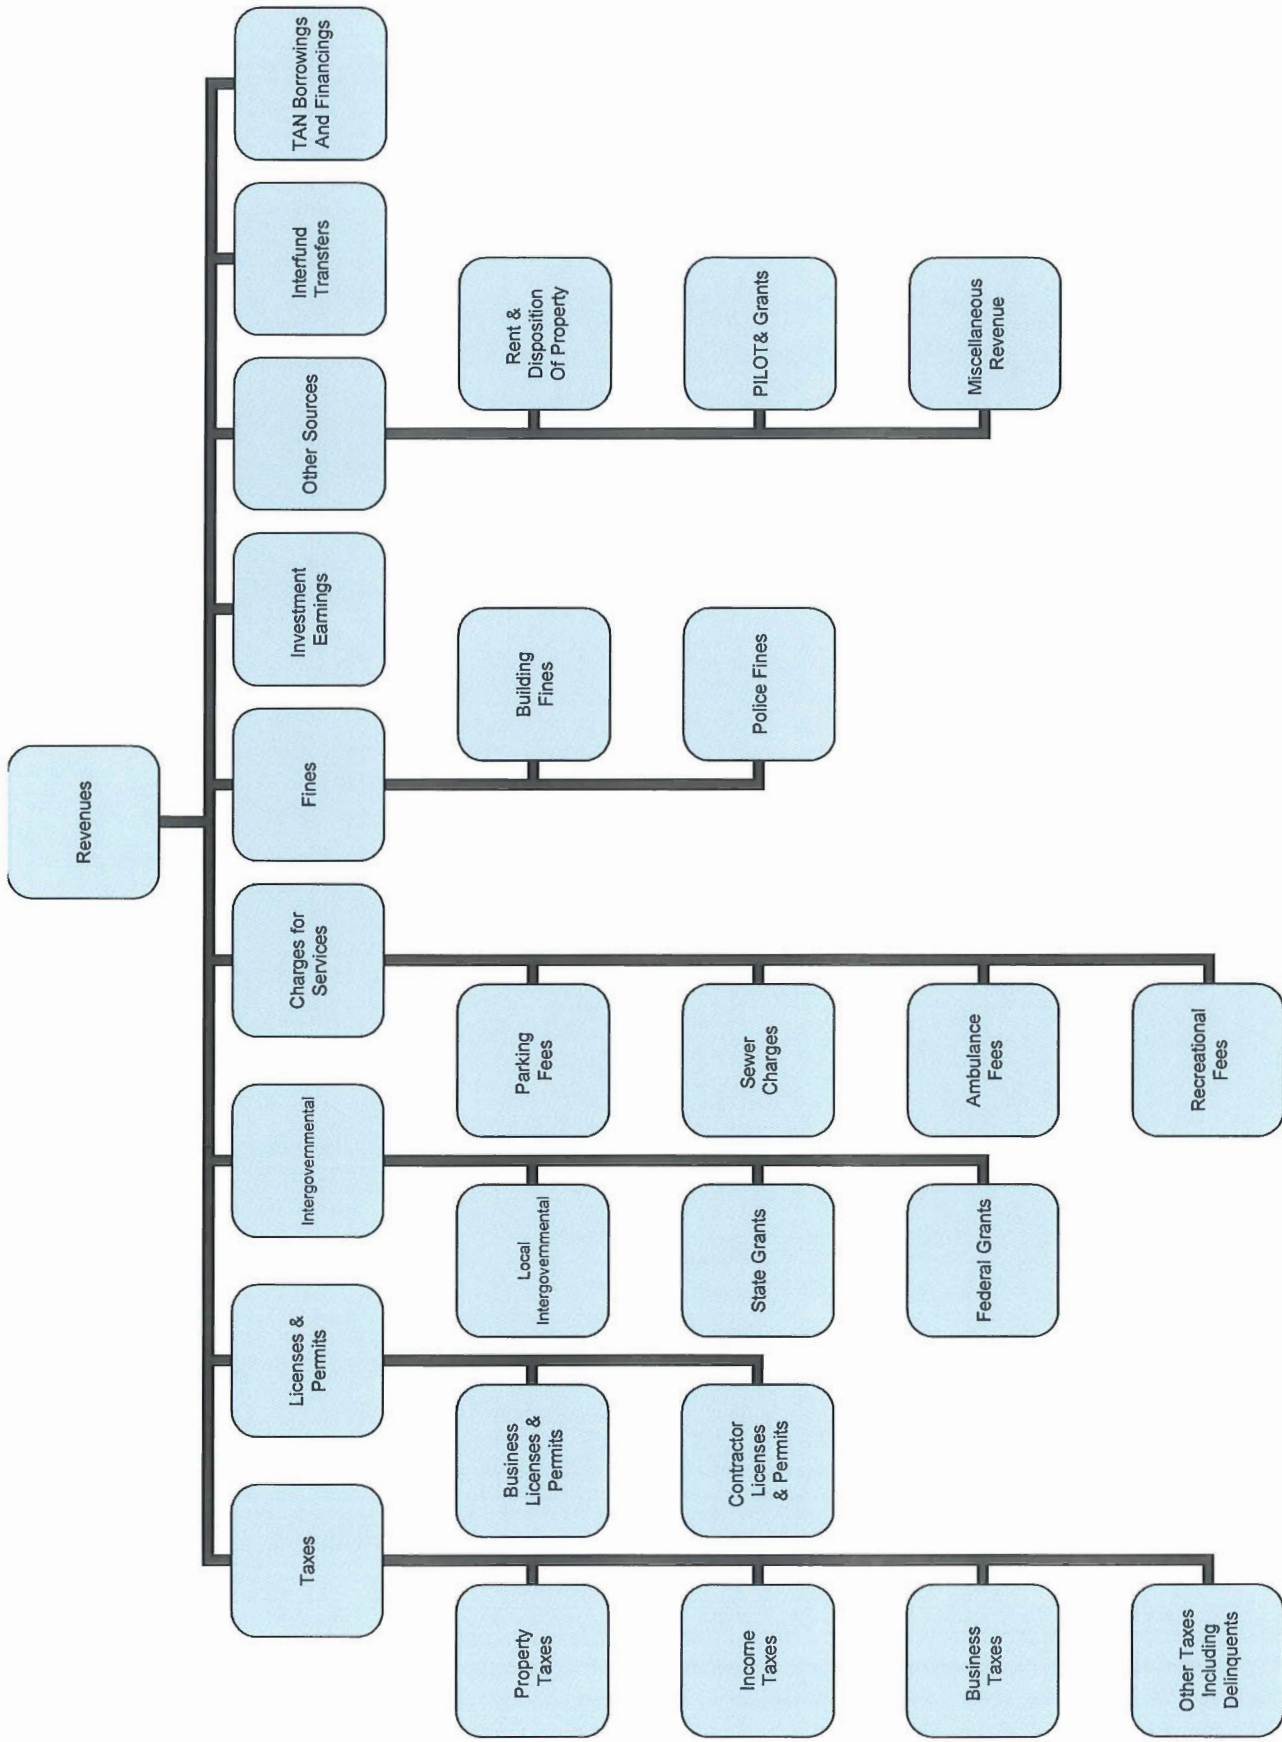 Revenues
Taxes
Property
Taxes
Income
Taxes
Business
Taxes
Other Taxes
Including
Delinquents
Licenses &
Permits
Business
Licenses &
Permits
Contractor
Licenses
& Permits
Intergovernmental
Local
Intergovernmental
State Grants
Federal Grants
Charges for
Services
Parking
Fees
Sewer
Charges
Ambulance
Fees
Recreational
Fees
Fines
Building
Fines
Police Fines
Investment
Earnings
Other Sources
Rent &
Disposition
Of Property
PILOT& Grants
Miscellaneous
Revenue
Interfund
Transfers
TAN Borrowings
And Financings